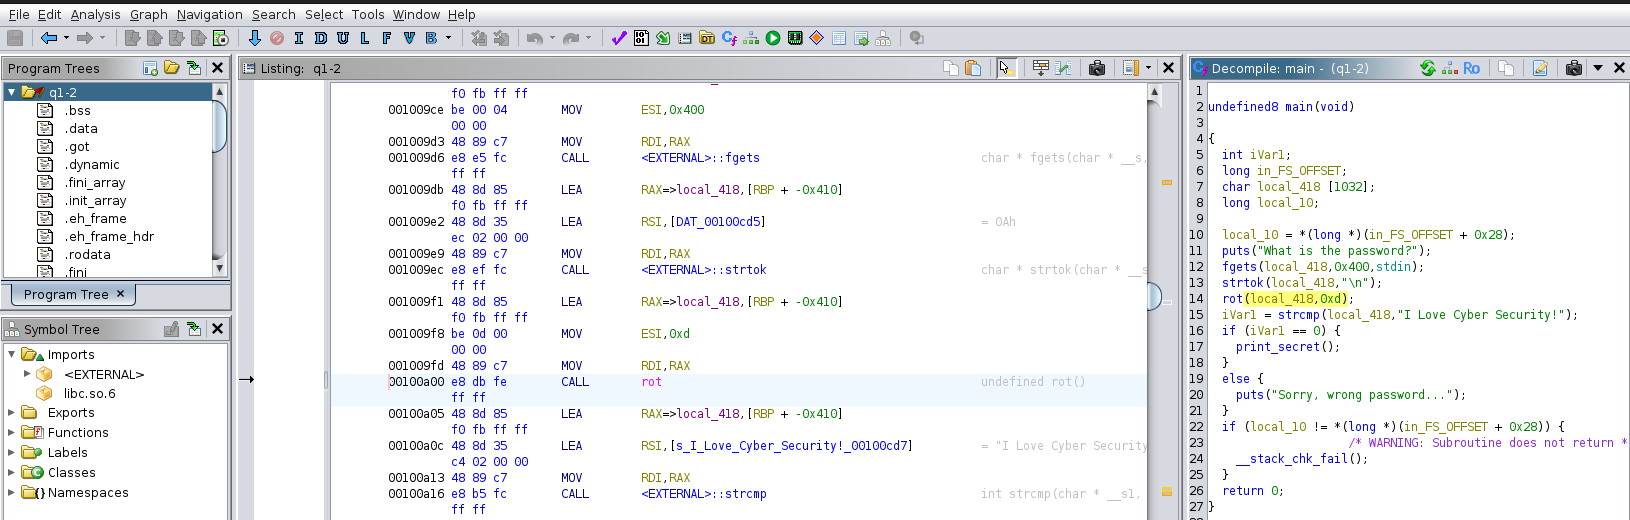 File Edit Analysis Graph Navigation Search Select Tools Window Help
I D U L F V B
Program Trees
q1-2
.bss
.data
.got
.dynamic
.fini_array
.init_array
.eh_frame
.eh_frame_hdr
.rodata
.fini
Program Tree ×
Symbol Tree
Imports
<EXTERNAL>
libc.so.6
Exports
Functions
Labels
Classes
Namespaces
Listing: q1-2
f0 fb ff ff
001009ce be 00 04 MOV ESI,0x400
00 00
001009d3 48 89 c7 MOV RDI,RAX
001009d6 e8 e5 fc CALL <EXTERNAL>::fgets char * fgets(char * __s,
ff ff
001009db 48 8d 85 LEA RAX=>local_418,[RBP + -0x410]
f0 fb ff ff
001009e2 48 8d 35 LEA RSI,[DAT_00100cd5] = 0Ah
ec 02 00 00
001009e9 48 89 c7 MOV RDI,RAX
001009ec e8 ef fc CALL <EXTERNAL>::strtok char * strtok(char * __s
ff ff
001009f1 48 8d 85 LEA RAX=>local_418,[RBP + -0x410]
f0 fb ff ff
001009f8 be 0d 00 MOV ESI,0xd
00 00
001009fd 48 89 c7 MOV RDI,RAX
00100a00 e8 db fe CALL rot undefined rot()
ff ff
00100a05 48 8d 85 LEA RAX=>local_418,[RBP + -0x410]
f0 fb ff ff
00100a0c 48 8d 35 LEA RSI,[s_I_Love_Cyber_Security!_00100cd7] = "I Love Cyber Security
c4 02 00 00
00100a13 48 89 c7 MOV RDI,RAX
00100a16 e8 b5 fc CALL <EXTERNAL>::strcmp int strcmp(char * __s1,
ff ff
Decompile: main - (q1-2)
Ro
1
2 undefined8 main(void)
3
4 {
5 int iVar1;
6 long in_FS_OFFSET;
7 char local_418 [1032];
8 long local_10;
9
10 local_10 = *(long *)(in_FS_OFFSET + 0x28);
11 puts("What is the password?");
12 fgets(local_418,0x400,stdin);
13 strtok(local_418,"\n");
14 rot(local_418,0xd);
15 iVar1 = strcmp(local_418,"I Love Cyber Security!");
16 if (iVar1 == 0) {
17 print_secret();
18 }
19 else {
20 puts("Sorry, wrong password...");
21 }
22 if (local_10 != *(long *)(in_FS_OFFSET + 0x28)) {
23 /* WARNING: Subroutine does not return *
24 __stack_chk_fail();
25 }
26 return 0;
27 }